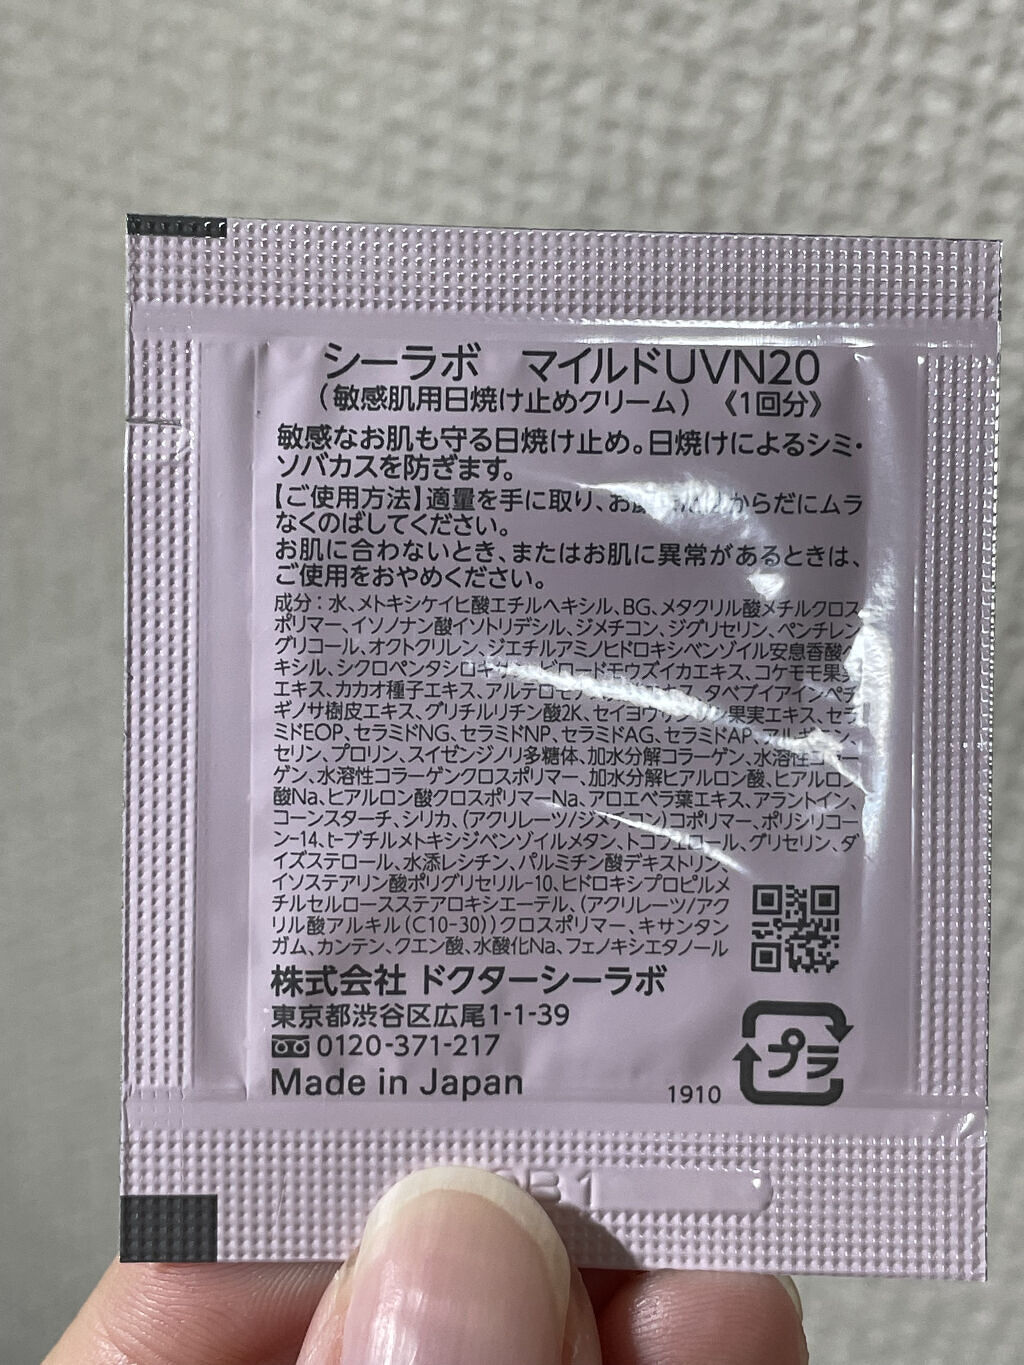 シーラボ マイルドUVN20
(敏感肌用日焼け止めクリーム) 《1回分》
敏感なお肌も守る日焼け止め。日焼けによるシミ・
ソバカスを防ぎます。
【ご使用方法】適量を手に取り、お からだにムラ
なくのばしてください。
お肌に合わないとき、またはお肌に異常があるときは、
ご使用をおやめください。
成分:水、メトキシケイヒ酸エチルヘキシル、BG、メタクリル酸メチルクロス
ポリマー、イソノナン酸イソトリデシル、ジメチコン、ジグリセリン、ペンチレン
グリコール、オクトクリレン、ジエチルアミノヒドロキシベンゾイル安息香酸ヘ
キシル、シクロペンタシロキサン、ビロードモウズイカエキス、コケモモ果実
エキス、カカオ種子エキス、 タベブイアインペチ
ギノサ樹皮エキス、グリチルリチン酸2K、セイヨウサンザシ果実エキス、セラ
ミドEOP、セラミドNG、セラミドNP、セラミドAG、セラミドAP、アルギニン、
セリン、プロリン、スイゼンジノリ多糖体、加水分解コラーゲン、水溶性コラー
ゲン、水溶性コラーゲンクロスポリマー、加水分解ヒアルロン酸、ヒアルロン
酸Na、ヒアルロン酸クロスポリマーNa、アロエベラ葉エキス、アラントイン、
コーンスターチ、シリカ、(アクリレーツ/ジメチコン)コポリマー、ポリシリコー
ン-14、t-ブチルメトキシジベンゾイルメタン、トコフェロール、グリセリン、ダ
イズステロール、水添レシチン、パルミチン酸デキストリン、
イソステアリン酸ポリグリセリル-10、ヒドロキシプロピルメ
チルセルロースステアロキシエーテル、(アクリレーツ/アク
リル酸アルキル(C10-30))クロスポリマー、キサンタン
ガム、カンテン、クエン酸、水酸化Na、フェノキシエタノール
株式会社 ドクターシーラボ
東京都渋谷区広尾1-1-39
0120-371-217
Made in Japan
1910
プラ